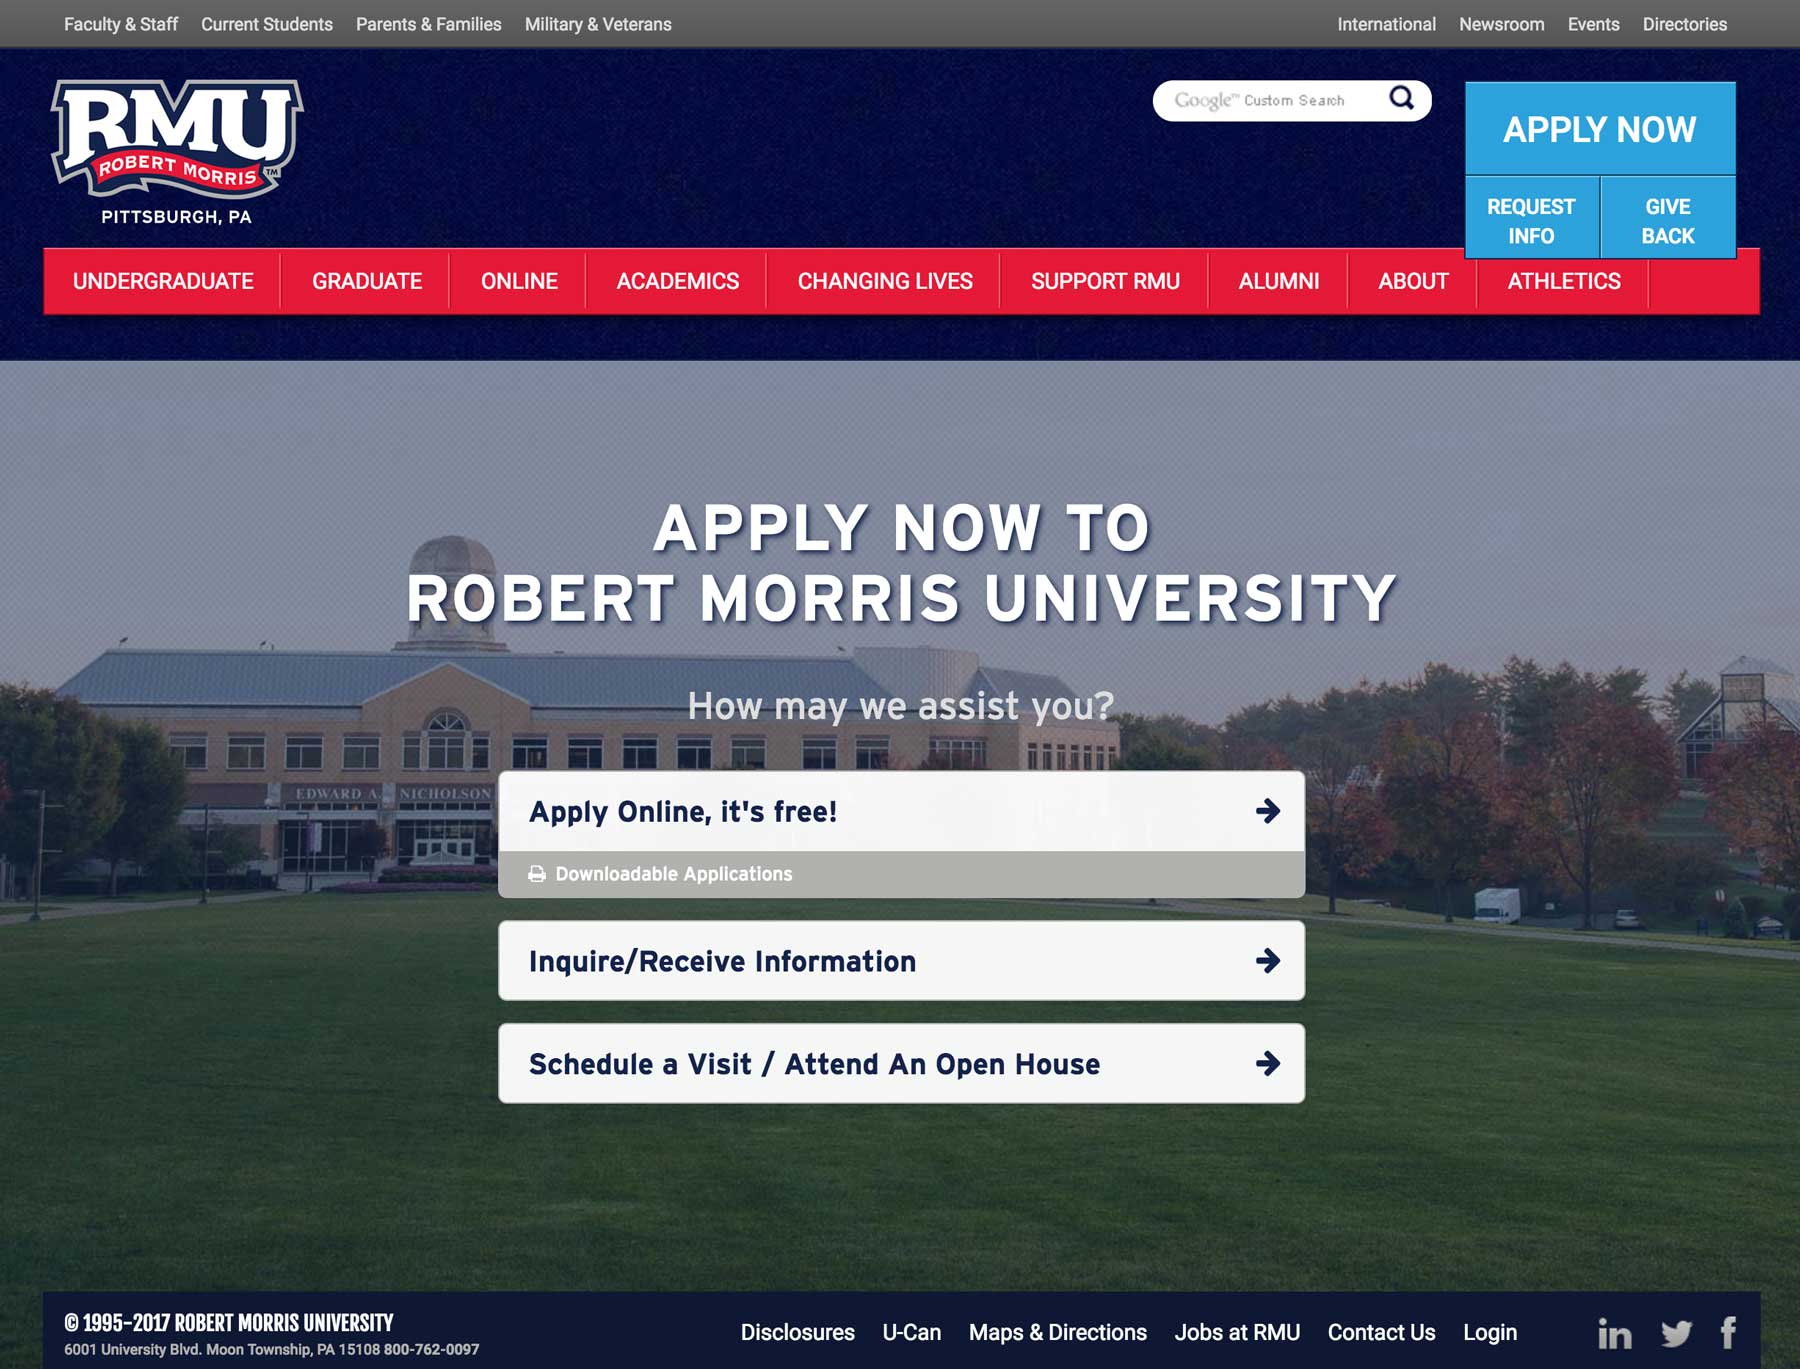 Faculty & Staff Current Students Parents & Families Military & Veterans International Newsroom Events Directories
RMU
ROBERT MORRIS™
PITTSBURGH, PA
Google™ Custom Search
APPLY NOW
REQUEST INFO
GIVE BACK
UNDERGRADUATE GRADUATE ONLINE ACADEMICS CHANGING LIVES SUPPORT RMU ALUMNI ABOUT ATHLETICS
APPLY NOW TO
ROBERT MORRIS UNIVERSITY
How may we assist you?
EDWARD A. NICHOLSON
Apply Online, it's free!
Downloadable Applications
Inquire/Receive Information
Schedule a Visit / Attend An Open House
© 1995-2017 ROBERT MORRIS UNIVERSITY
6001 University Blvd. Moon Township, PA 15108 800-762-0097
Disclosures U-Can Maps & Directions Jobs at RMU Contact Us Login